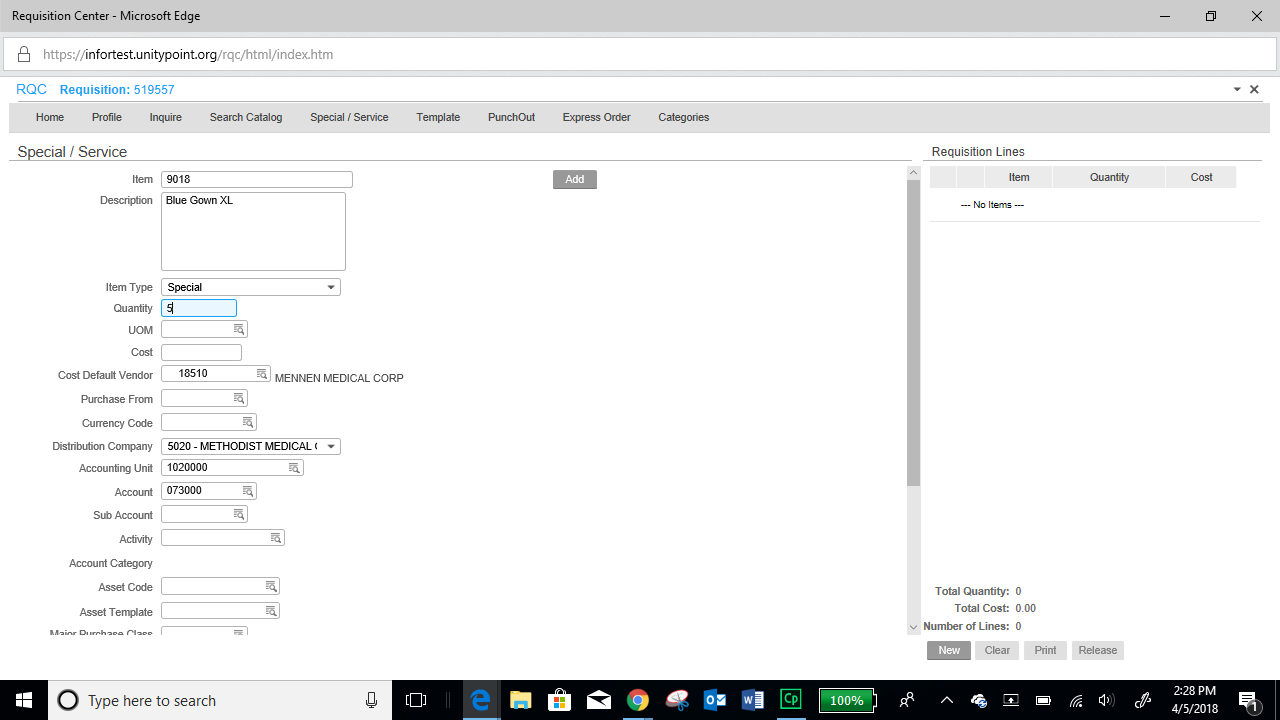 Requisition Center - Microsoft Edge
https://infortest.unitypoint.org/rqc/html/index.htm
RQC Requisition: 519557
Home Profile Inquire Search Catalog Special / Service Template PunchOut Express Order Categories
Special / Service
Item 9018 Add
Description Blue Gown XL
Item Type Special
Quantity 5
UOM
Cost
Cost Default Vendor 18510 MENNEN MEDICAL CORP
Purchase From
Currency Code
Distribution Company 5020 - METHODIST MEDICAL
Accounting Unit 1020000
Account 073000
Sub Account
Activity
Account Category
Asset Code
Asset Template
Major Purchase Class
Requisition Lines
Item Quantity Cost
--- No Items ---
Total Quantity: 0
Total Cost: 0.00
Number of Lines: 0
New Clear Print Release
Type here to search
100%
2:28 PM
4/5/2018
1